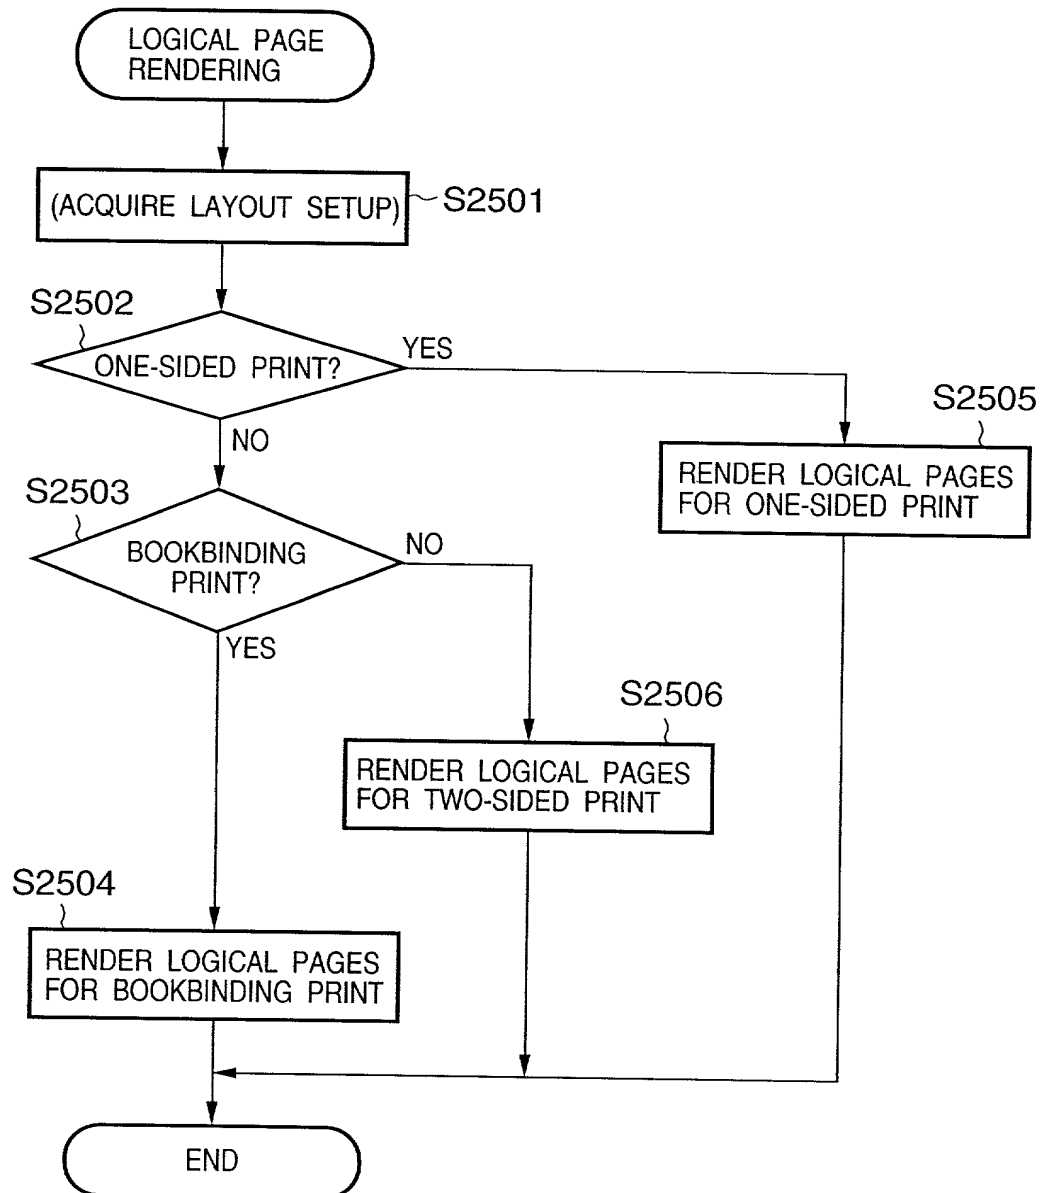 LOGICAL PAGE
RENDERING
(ACQUIRE LAYOUT SETUP)
S2501
S2502
ONE-SIDED PRINT?
YES
NO
S2505
RENDER LOGICAL PAGES
FOR ONE-SIDED PRINT
S2503
BOOKBINDING
PRINT?
NO
YES
S2506
RENDER LOGICAL PAGES
FOR TWO-SIDED PRINT
S2504
RENDER LOGICAL PAGES
FOR BOOKBINDING PRINT
END